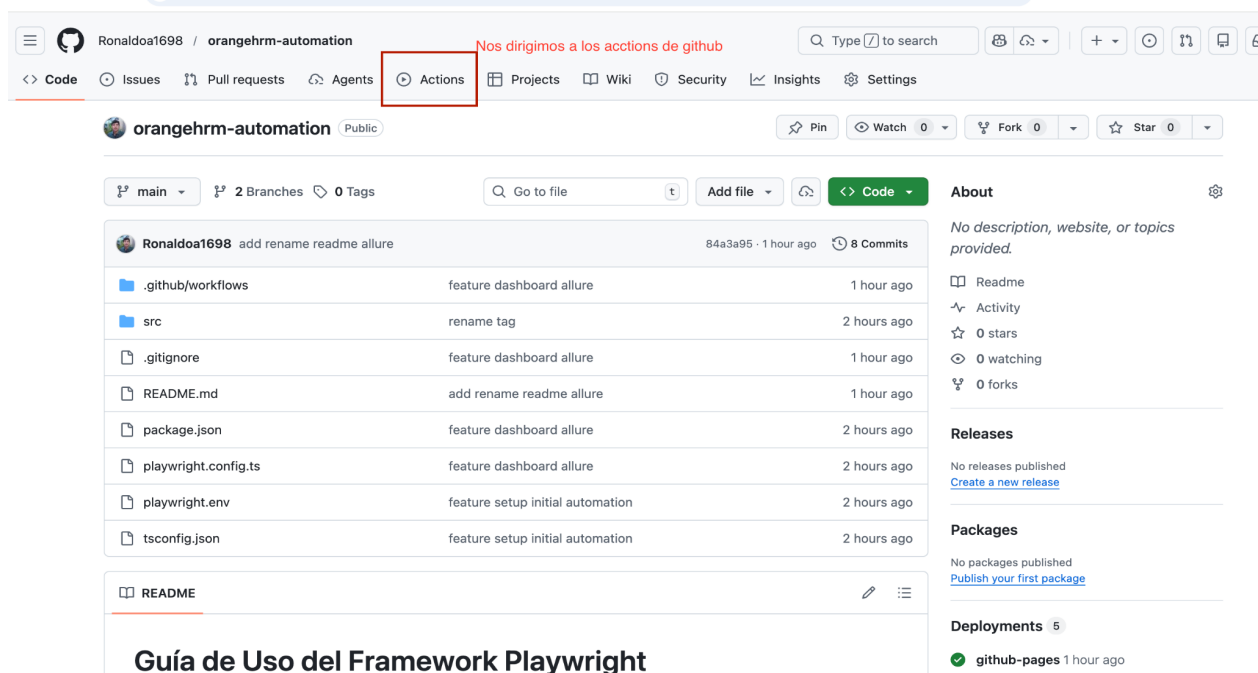 Ronaldoa1698 / orangehrm-automation
Nos dirigimos a los acctions de github
Type / to search
Code
Issues
Pull requests
Agents
Actions
Projects
Wiki
Security
Insights
Settings
orangehrm-automation Public
Pin
Watch 0
Fork 0
Star 0
main
2 Branches
0 Tags
Go to file t
Add file
Code
Ronaldoa1698 add rename readme allure 84a3a95 · 1 hour ago 8 Commits
.github/workflows feature dashboard allure 1 hour ago
src rename tag 2 hours ago
.gitignore feature dashboard allure 1 hour ago
README.md add rename readme allure 1 hour ago
package.json feature dashboard allure 2 hours ago
playwright.config.ts feature dashboard allure 2 hours ago
playwright.env feature setup initial automation 2 hours ago
tsconfig.json feature setup initial automation 2 hours ago
README
Guía de Uso del Framework Playwright
About
No description, website, or topics
provided.
Readme
Activity
0 stars
0 watching
0 forks
Releases
No releases published
Create a new release
Packages
No packages published
Publish your first package
Deployments 5
github-pages 1 hour ago